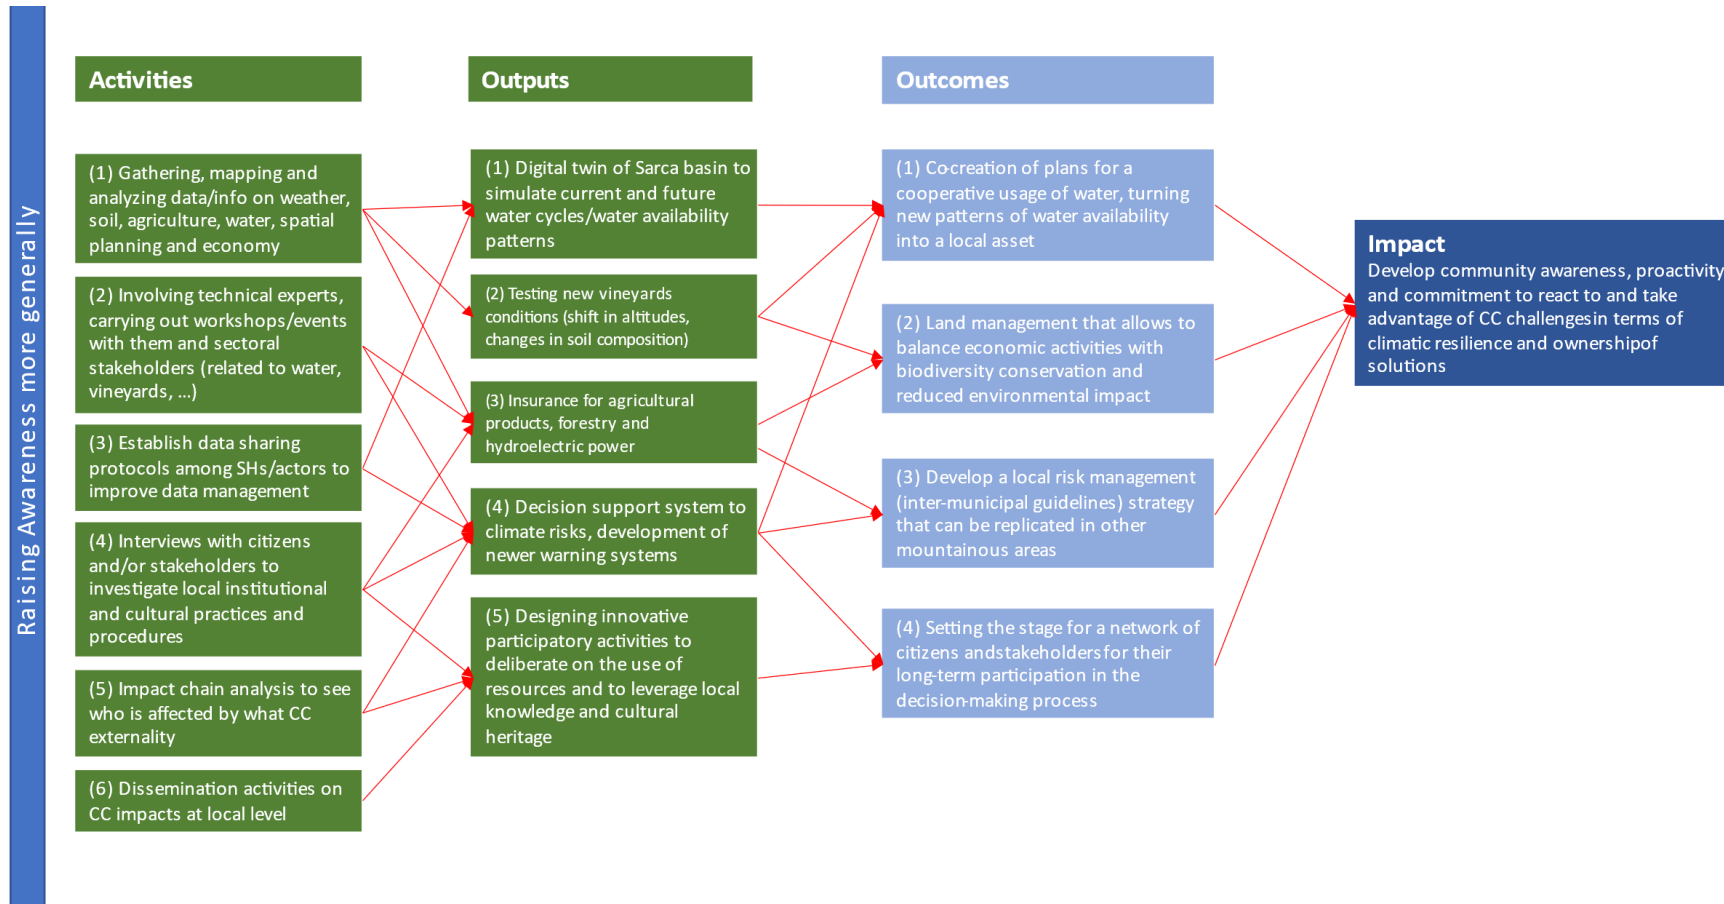 Raising Awareness more generally
Activities
(1) Gathering, mapping and
analyzing data/info on weather,
soil, agriculture, water, spatial
planning and economy
(2) Involving technical experts,
carrying out workshops/events
with them and sectoral
stakeholders (related to water,
vineyards, ...)
(3) Establish data sharing
protocols among SHs/actors to
improve data management
(4) Interviews with citizens
and/or stakeholders to
investigate local institutional
and cultural practices and
procedures
(5) Impact chain analysis to see
who is affected by what CC
externality
(6) Dissemination activities on
CC impacts at local level
Outputs
(1) Digital twin of Sarca basin to
simulate current and future
water cycles/water availability
patterns
(2) Testing new vineyards
conditions (shift in altitudes,
changes in soil composition)
(3) Insurance for agricultural
products, forestry and
hydroelectric power
(4) Decision support system to
climate risks, development of
newer warning systems
(5) Designing innovative
participatory activities to
deliberate on the use of
resources and to leverage local
knowledge and cultural
heritage
Outcomes
(1) Co-creation of plans for a
cooperative usage of water, turning
new patterns of water availability
into a local asset
(2) Land management that allows to
balance economic activities with
biodiversity conservation and
reduced environmental impact
(3) Develop a local risk management
(inter-municipal guidelines) strategy
that can be replicated in other
mountainous areas
(4) Setting the stage for a network of
citizens andstakeholdersfor their
long-term participation in the
decision-making process
Impact
Develop community awareness, proactivity
and commitment to react to and take
advantage of CC challengesin terms of
climatic resilience and ownershipof
solutions